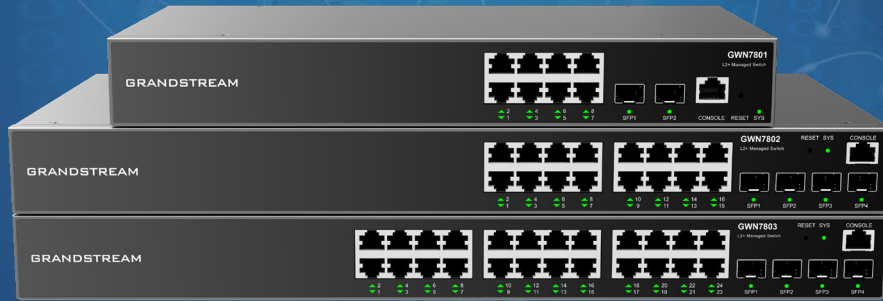 GWN7801
L2+ Managed Switch
GRANDSTREAM
2 4 6 8
1 3 5 7
SFP1 SFP2 CONSOLE RESET SYS
GWN7802 RESET SYS CONSOLE
L2+ Managed Switch
GRANDSTREAM
2 4 6 8 10 12 14 16
1 3 5 7 9 11 13 15
SFP1 SFP2 SFP3 SFP4
GWN7803 RESET SYS CONSOLE
L2+ Managed Switch
GRANDSTREAM
2 4 6 8 10 12 14 16 18 20 22 24
1 3 5 7 9 11 13 15 17 19 21 23
SFP1 SFP2 SFP3 SFP4